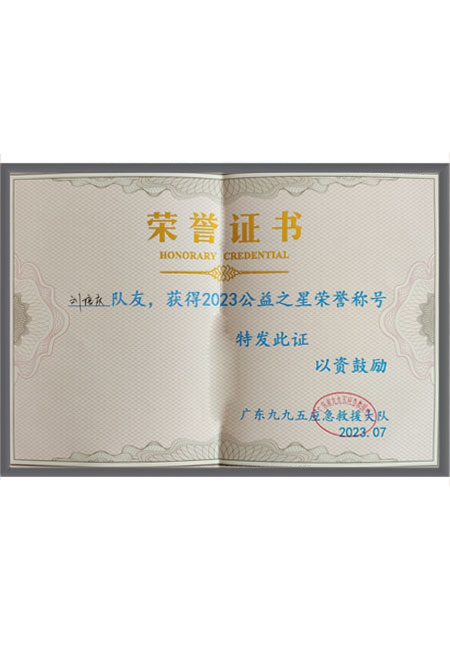 荣誉证书
HONORARY CREDENTIAL
刘 队友，获得2023公益之星荣誉称号
特发此证
以资鼓励
广东九九五应急救援大队
2023.07